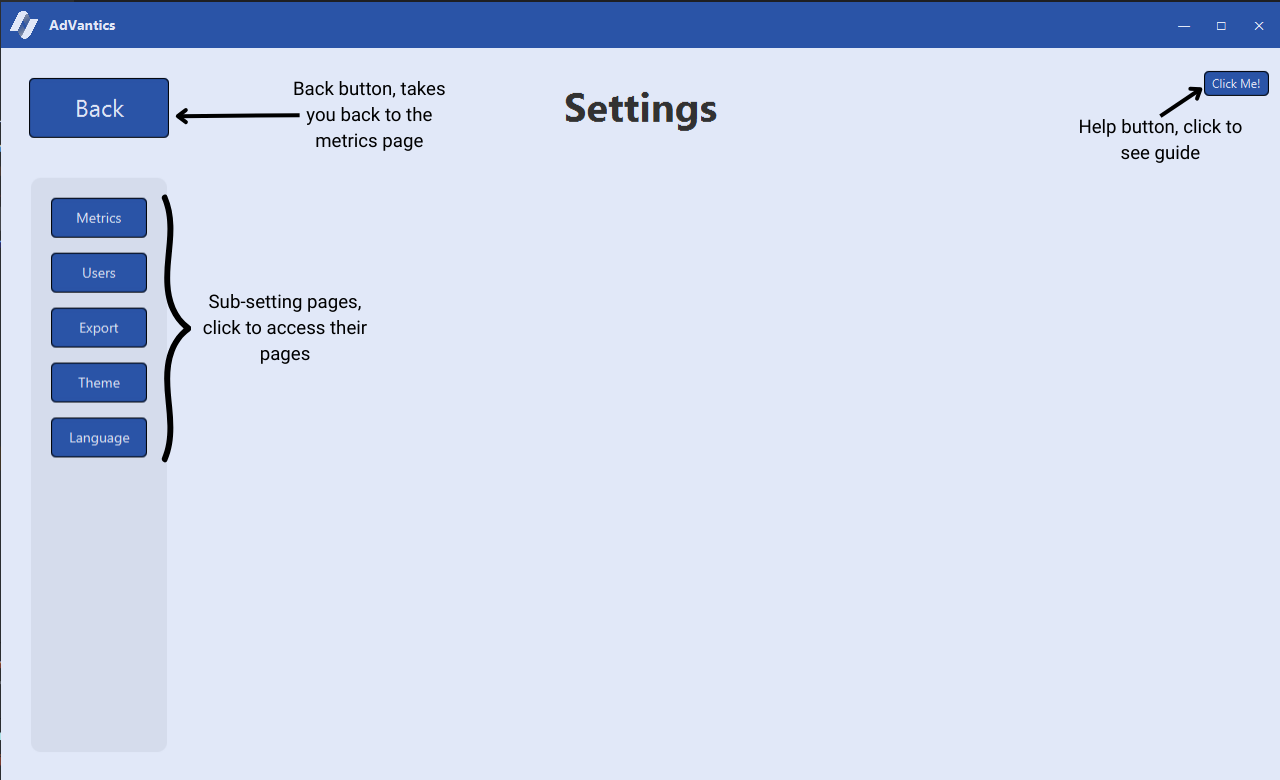 AdVantics
Back
Back button, takes
you back to the
metrics page
Settings
Click Me!
Help button, click to
see guide
Metrics
Users
Export
Theme
Language
Sub-setting pages,
click to access their
pages